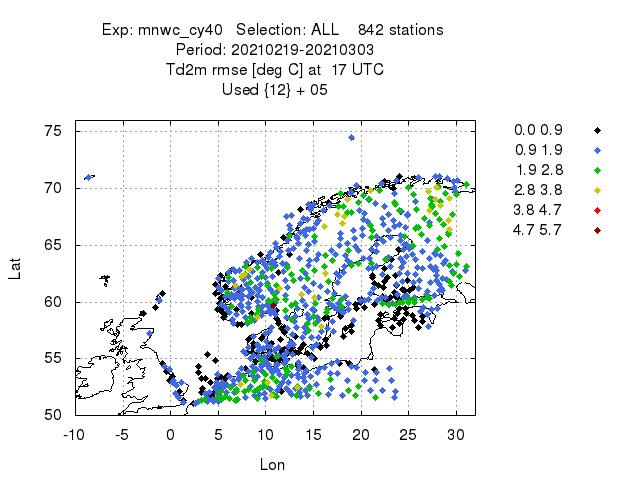 Exp: mnwc_cy40   Selection: ALL    842 stations
Period: 20210219-20210303
Td2m rmse [deg C] at  17 UTC
Used {12} + 05
0.0 0.9
0.9 1.9
1.9 2.8
2.8 3.8
3.8 4.7
4.7 5.7
75
70
65
60
55
50
Lat
-10 -5 0 5 10 15 20 25 30
Lon